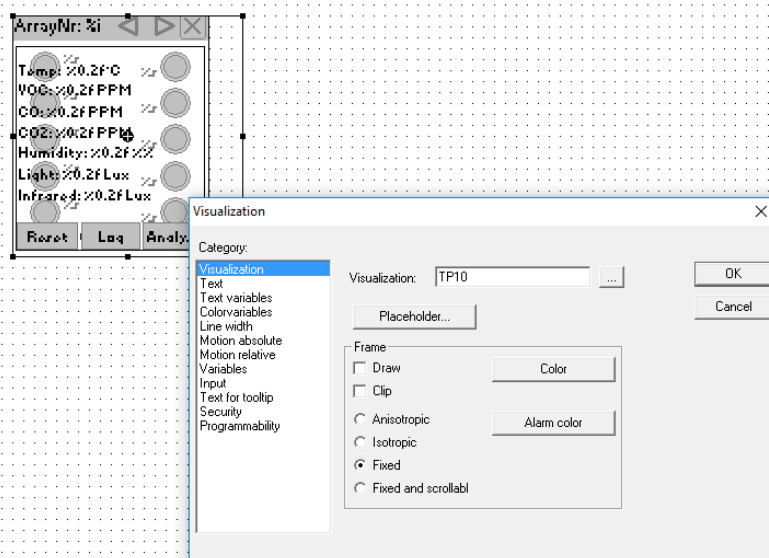 ArrayNr: %i
Temp: %0.2f°C
VOC: %0.2f PPM
CO: %0.2f PPM
CO2: %0.2f PPM
Humidity: %0.2f %%
Light: %0.2f Lux
Infrared: %0.2f Lux
Reset
Log
Analy
Visualization
Category:
Visualization
Text
Text variables
Colorvariables
Line width
Motion absolute
Motion relative
Variables
Input
Text for tooltip
Security
Programmability
Visualization: TP10 ...
Placeholder...
Frame
Draw
Clip
Color
Anisotropic
Isotropic
Fixed
Fixed and scrollabl
Alarm color
OK
Cancel